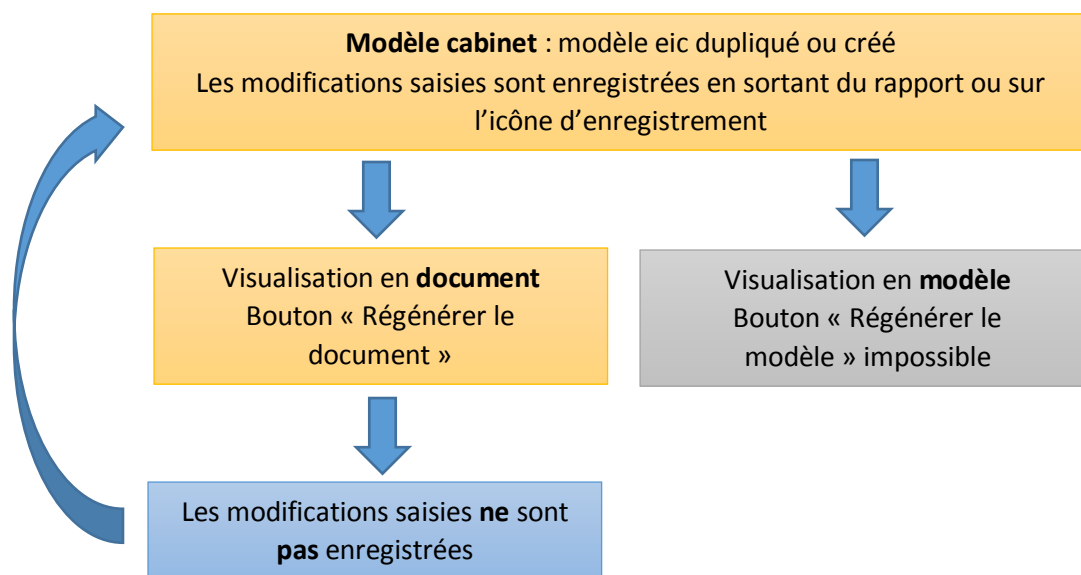 Modèle cabinet : modèle eic dupliqué ou créé
Les modifications saisies sont enregistrées en sortant du rapport ou sur
l’icône d’enregistrement
Visualisation en document
Bouton « Régénérer le
document »
Visualisation en modèle
Bouton « Régénérer le
modèle » impossible
Les modifications saisies ne sont
pas enregistrées